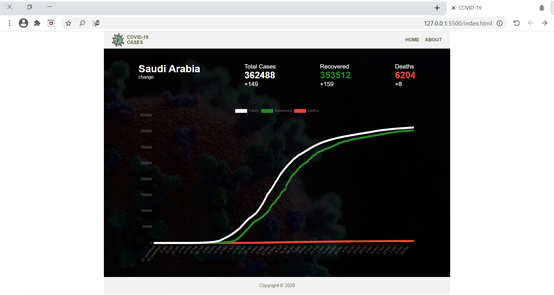 COVID-19
127.0.0.1:5500/index.html
COVID-19
CASES
HOME ABOUT
Saudi Arabia
change
Total Cases
362488
+149
Recovered
353512
+159
Deaths
6204
+8
Cases Recovered Deaths
Copyright © 2020